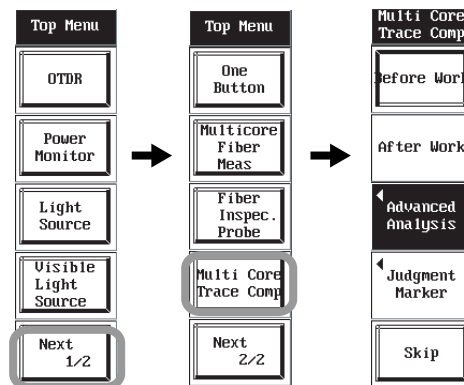 Top Menu
OTDR
Power
Monitor
Light
Source
Visible
Light
Source
Next
1/2
Top Menu
One
Button
Multicore
Fiber
Meas
Fiber
Inspec.
Probe
Multi Core
Trace Comp
Next
2/2
Multi Core
Trace Comp
Before Work
After Work
Advanced
Analysis
Judgment
Marker
Skip